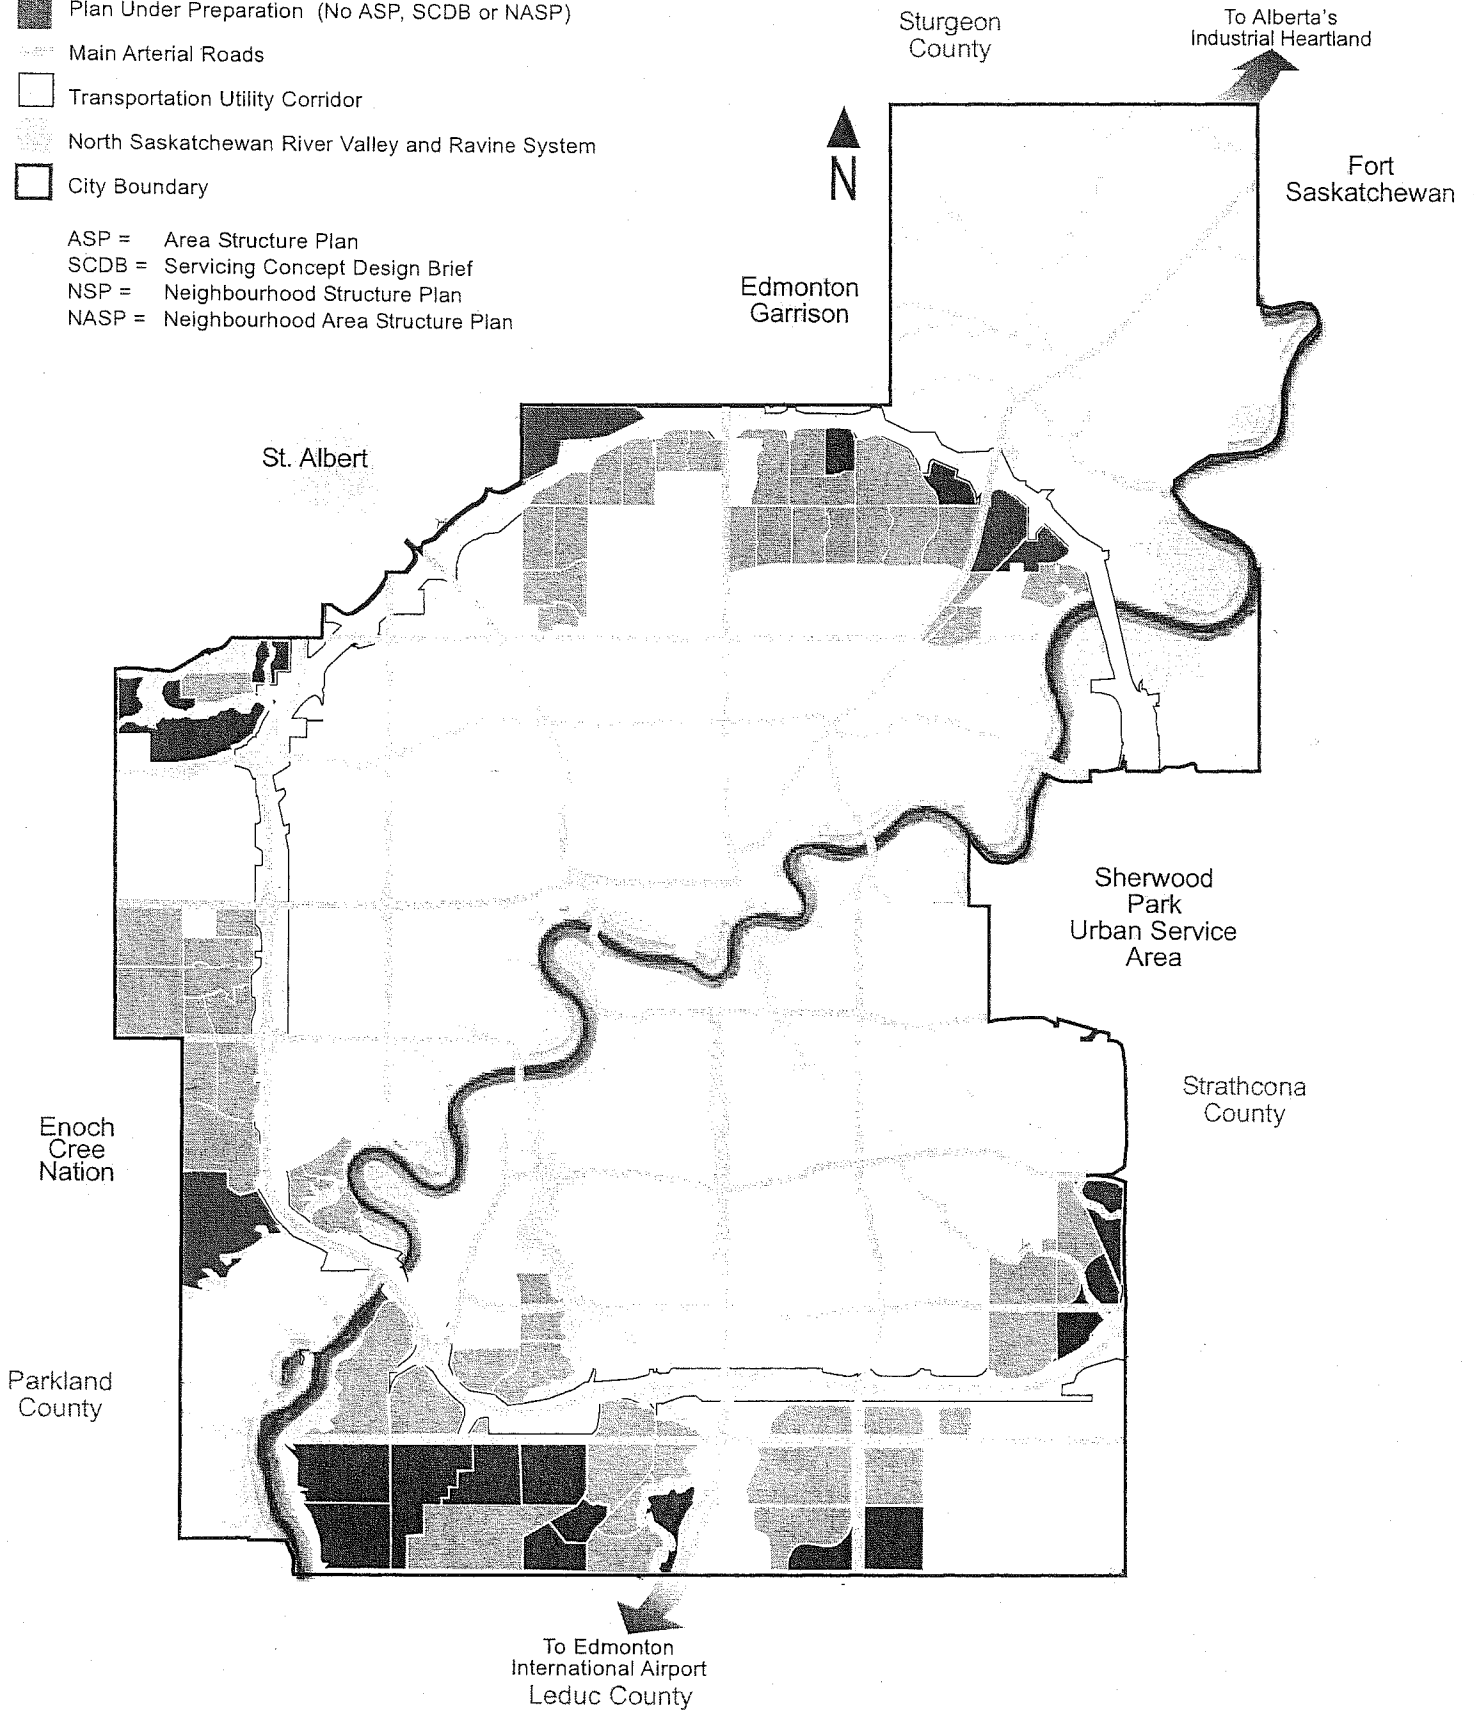 Plan Under Preparation (No ASP, SCDB or NASP)
Main Arterial Roads
Transportation Utility Corridor
North Saskatchewan River Valley and Ravine System
City Boundary
ASP = Area Structure Plan
SCDB = Servicing Concept Design Brief
NSP = Neighbourhood Structure Plan
NASP = Neighbourhood Area Structure Plan
Sturgeon
County
To Alberta's
Industrial Heartland
N
Fort
Saskatchewan
Edmonton
Garrison
St. Albert
Sherwood
Park
Urban Service
Area
Strathcona
County
Enoch
Cree
Nation
Parkland
County
To Edmonton
International Airport
Leduc County